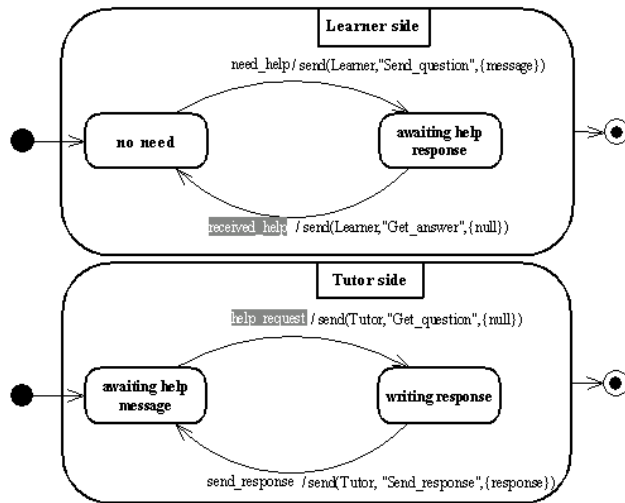 Learner side
need_help / send(Learner,"Send_question",{message})
no need
awaiting help
response
received_help / send(Learner,"Get_answer",{null})
Tutor side
help_request / send(Tutor,"Get_question",{null})
awaiting help
message
writing response
send_response / send(Tutor, "Send_response",{response})